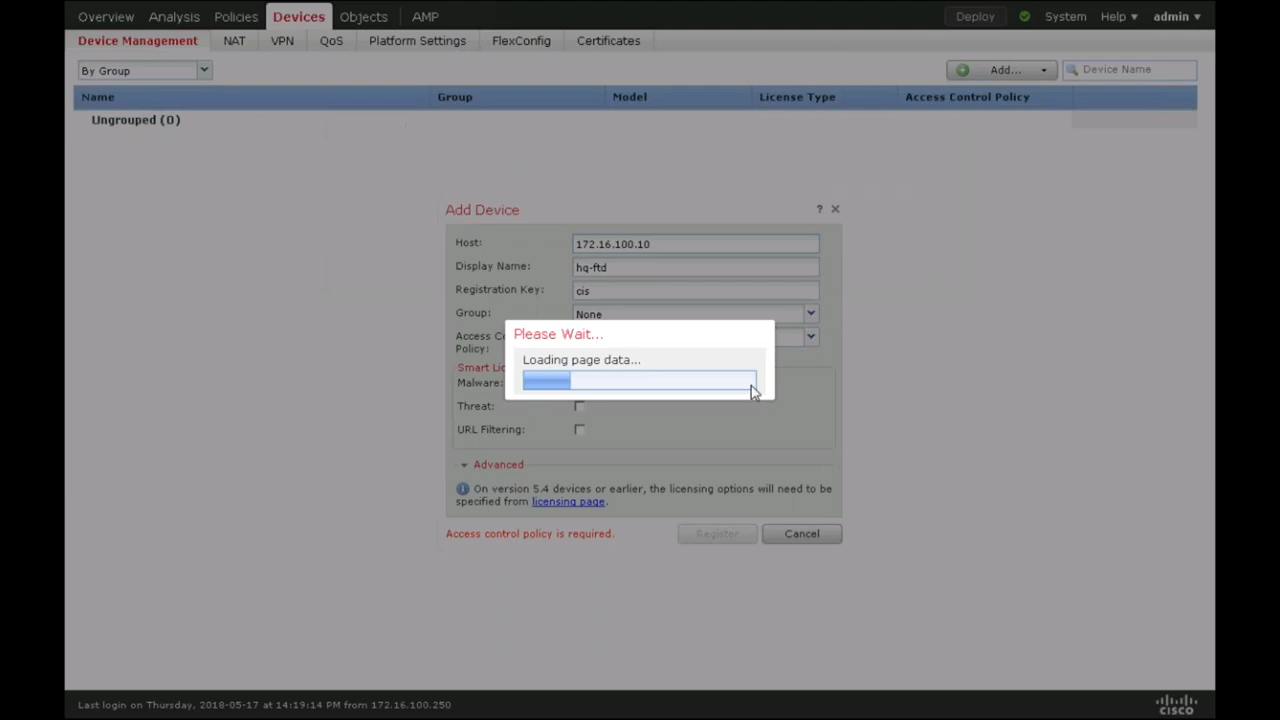 Overview Analysis Policies Devices Objects AMP Deploy System Help admin
Device Management NAT VPN QoS Platform Settings FlexConfig Certificates
By Group Add... Device Name
Name Group Model License Type Access Control Policy
Ungrouped (0)
Add Device ?
Host: 172.16.100.10
Display Name: hq-ftd
Registration Key: cis
Group: None
Please Wait...
Access
Policy:
Loading page data...
Smart
Malware:
Threat:
URL Filtering:
Advanced
On version 5.4 devices or earlier, the licensing options will need to be
specified from licensing page.
Access control policy is required. Register Cancel
Last login on Thursday, 2018-05-17 at 14:19:14 PM from 172.16.100.250
CISCO